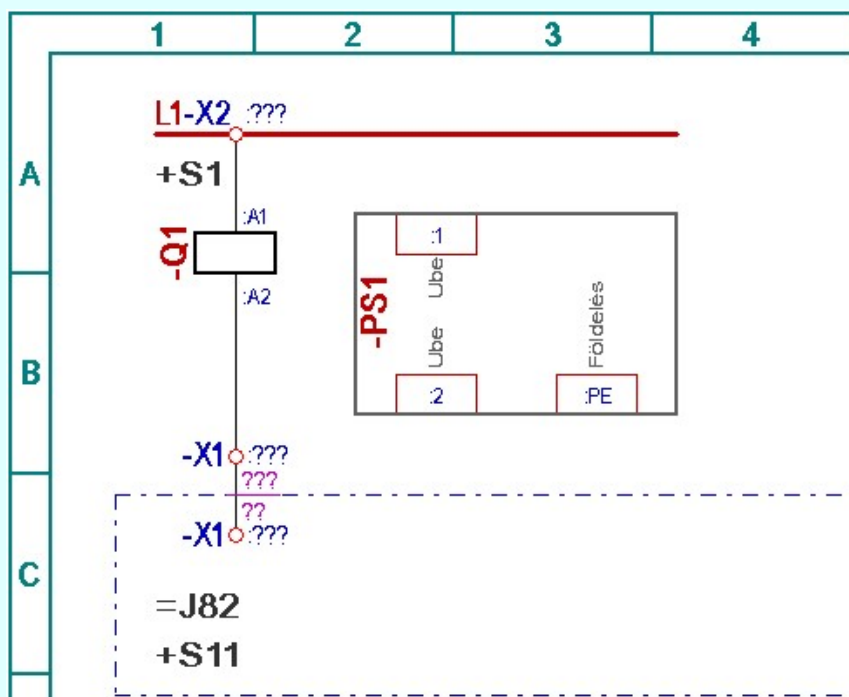 1 2 3 4
L1-X2 :???
A
+S1
:A1
-Q1
:1
Ube
:A2
-PS1
Ube
Földelés
B
:2
:PE
-X1 :???
???
??
-X1 :???
C
=J82
+S11